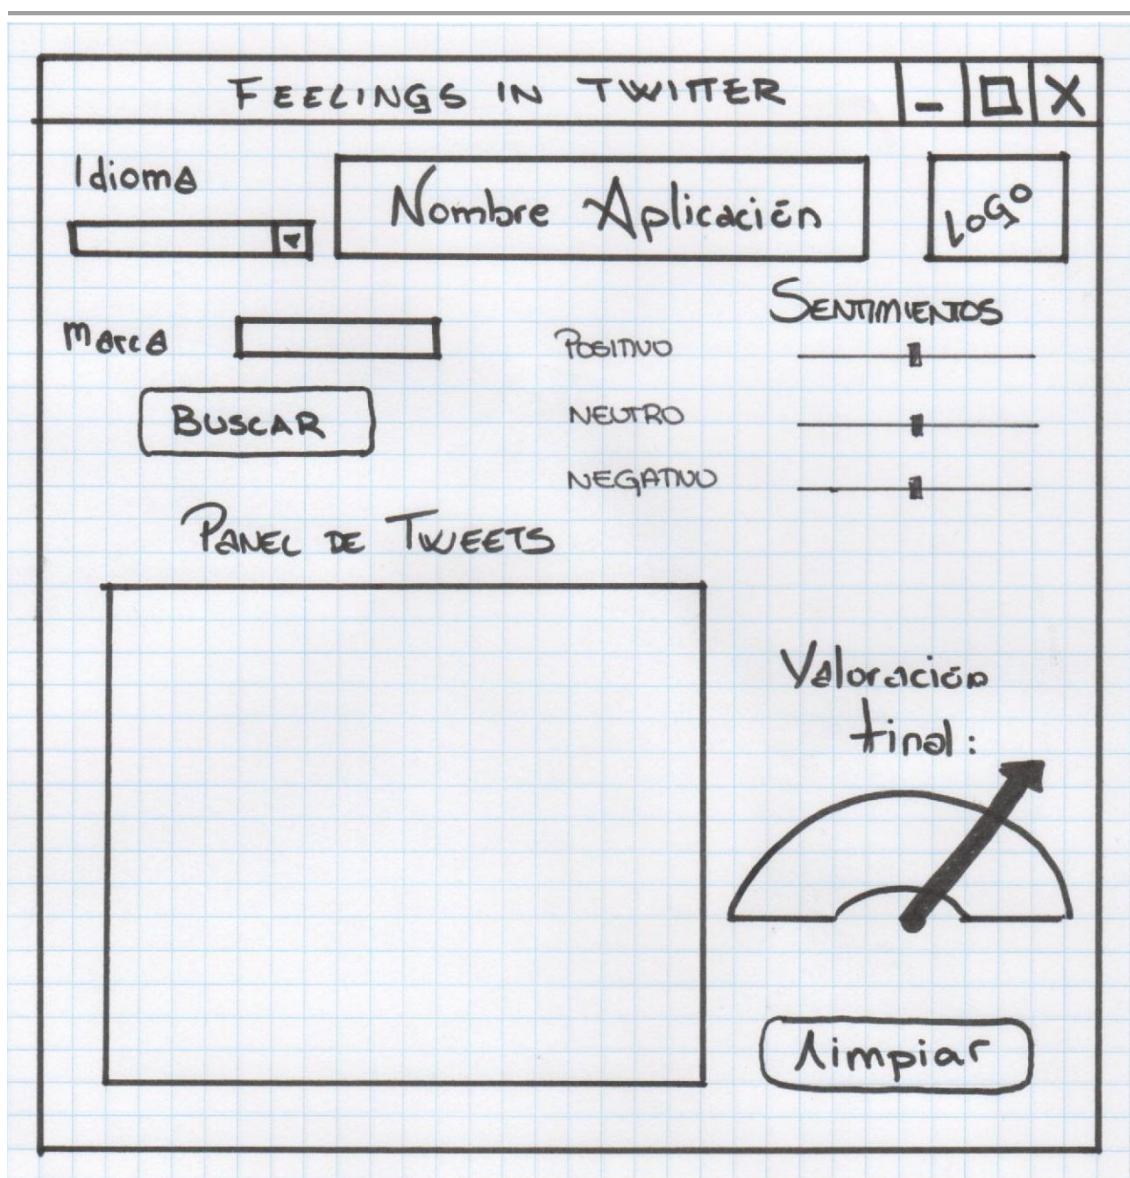 FEELINGS IN TWITTER
Idioma
Nombre Aplicación
LOGO
Marca
SENTIMIENTOS
POSITIVO
BUSCAR
NEUTRO
NEGATIVO
PANEL DE TWEETS
Valoración
final:
Limpiar